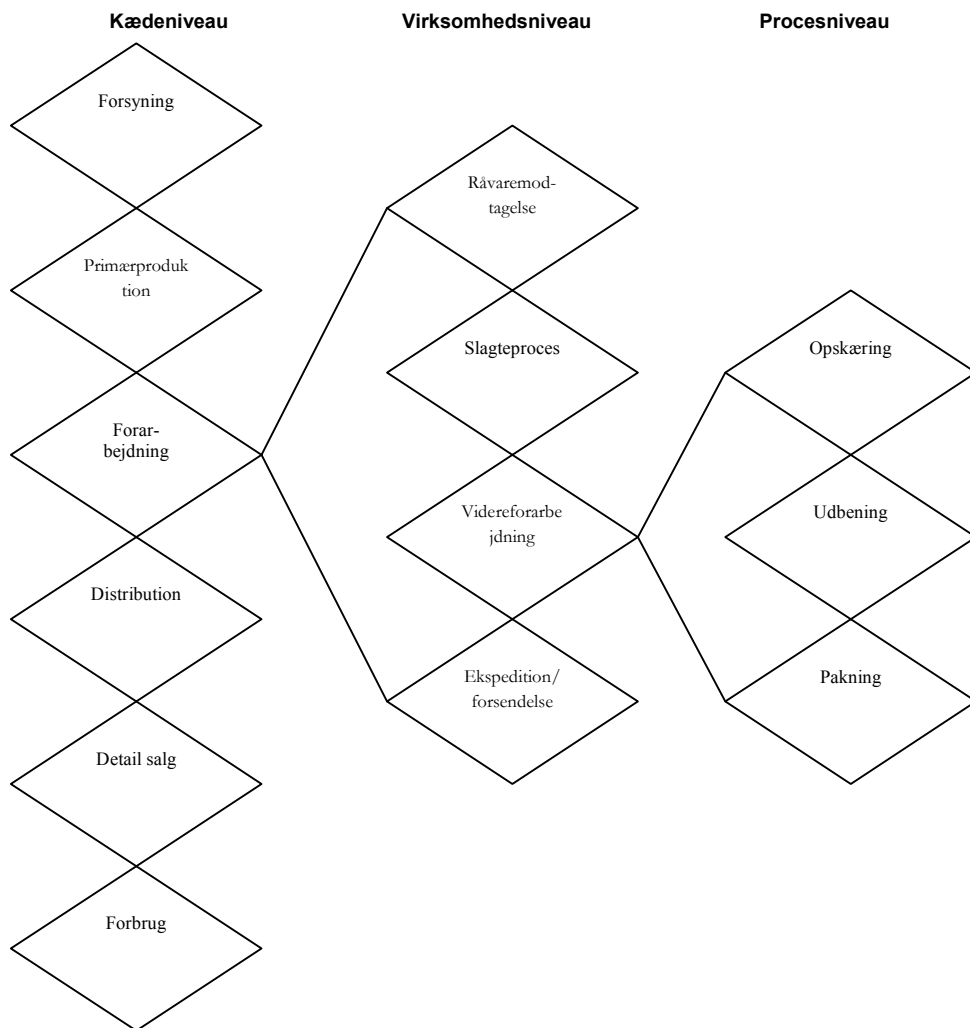 Kædeniveau
Virksomhedsniveau
Procesniveau
Forsyning
Primærproduk
tion
Forar-
bejdning
Distribution
Detail salg
Forbrug
Råvaremod-
tagelse
Slagteproces
Videreforarbe
jdning
Ekspedition/
forsendelse
Opskæring
Udbening
Pakning